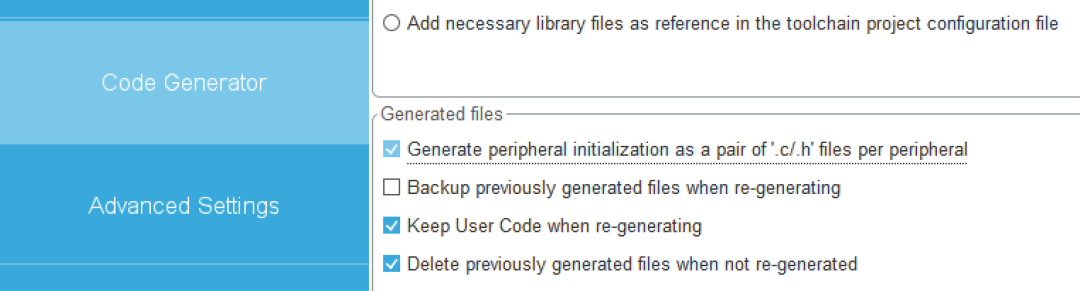 Add necessary library files as reference in the toolchain project configuration file
Code Generator
Generated files
Generate peripheral initialization as a pair of '.c/.h' files per peripheral
Backup previously generated files when re-generating
Advanced Settings
Keep User Code when re-generating
Delete previously generated files when not re-generated